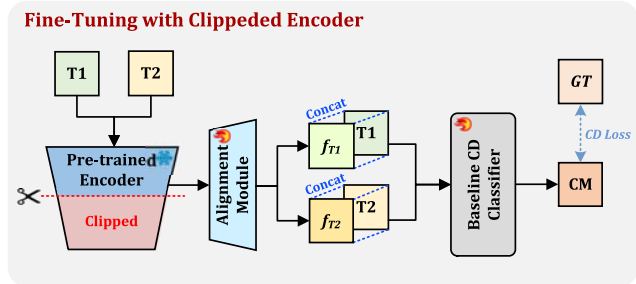 Fine-Tuning with Clippeded Encoder
T1
T2
Pre-trained
Encoder
Clipped
Alignment
Module
Concat
T1
fT1
Concat
T2
fT2
Baseline CD
Classifier
GT
CD Loss
CM